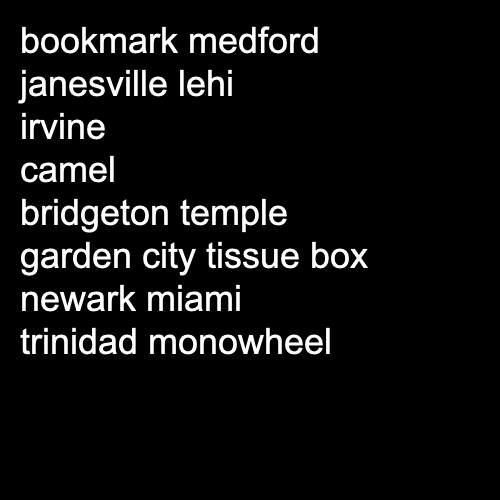 bookmark medford
janesville lehi
irvine
camel
bridgeton temple
garden city tissue box
newark miami
trinidad monowheel